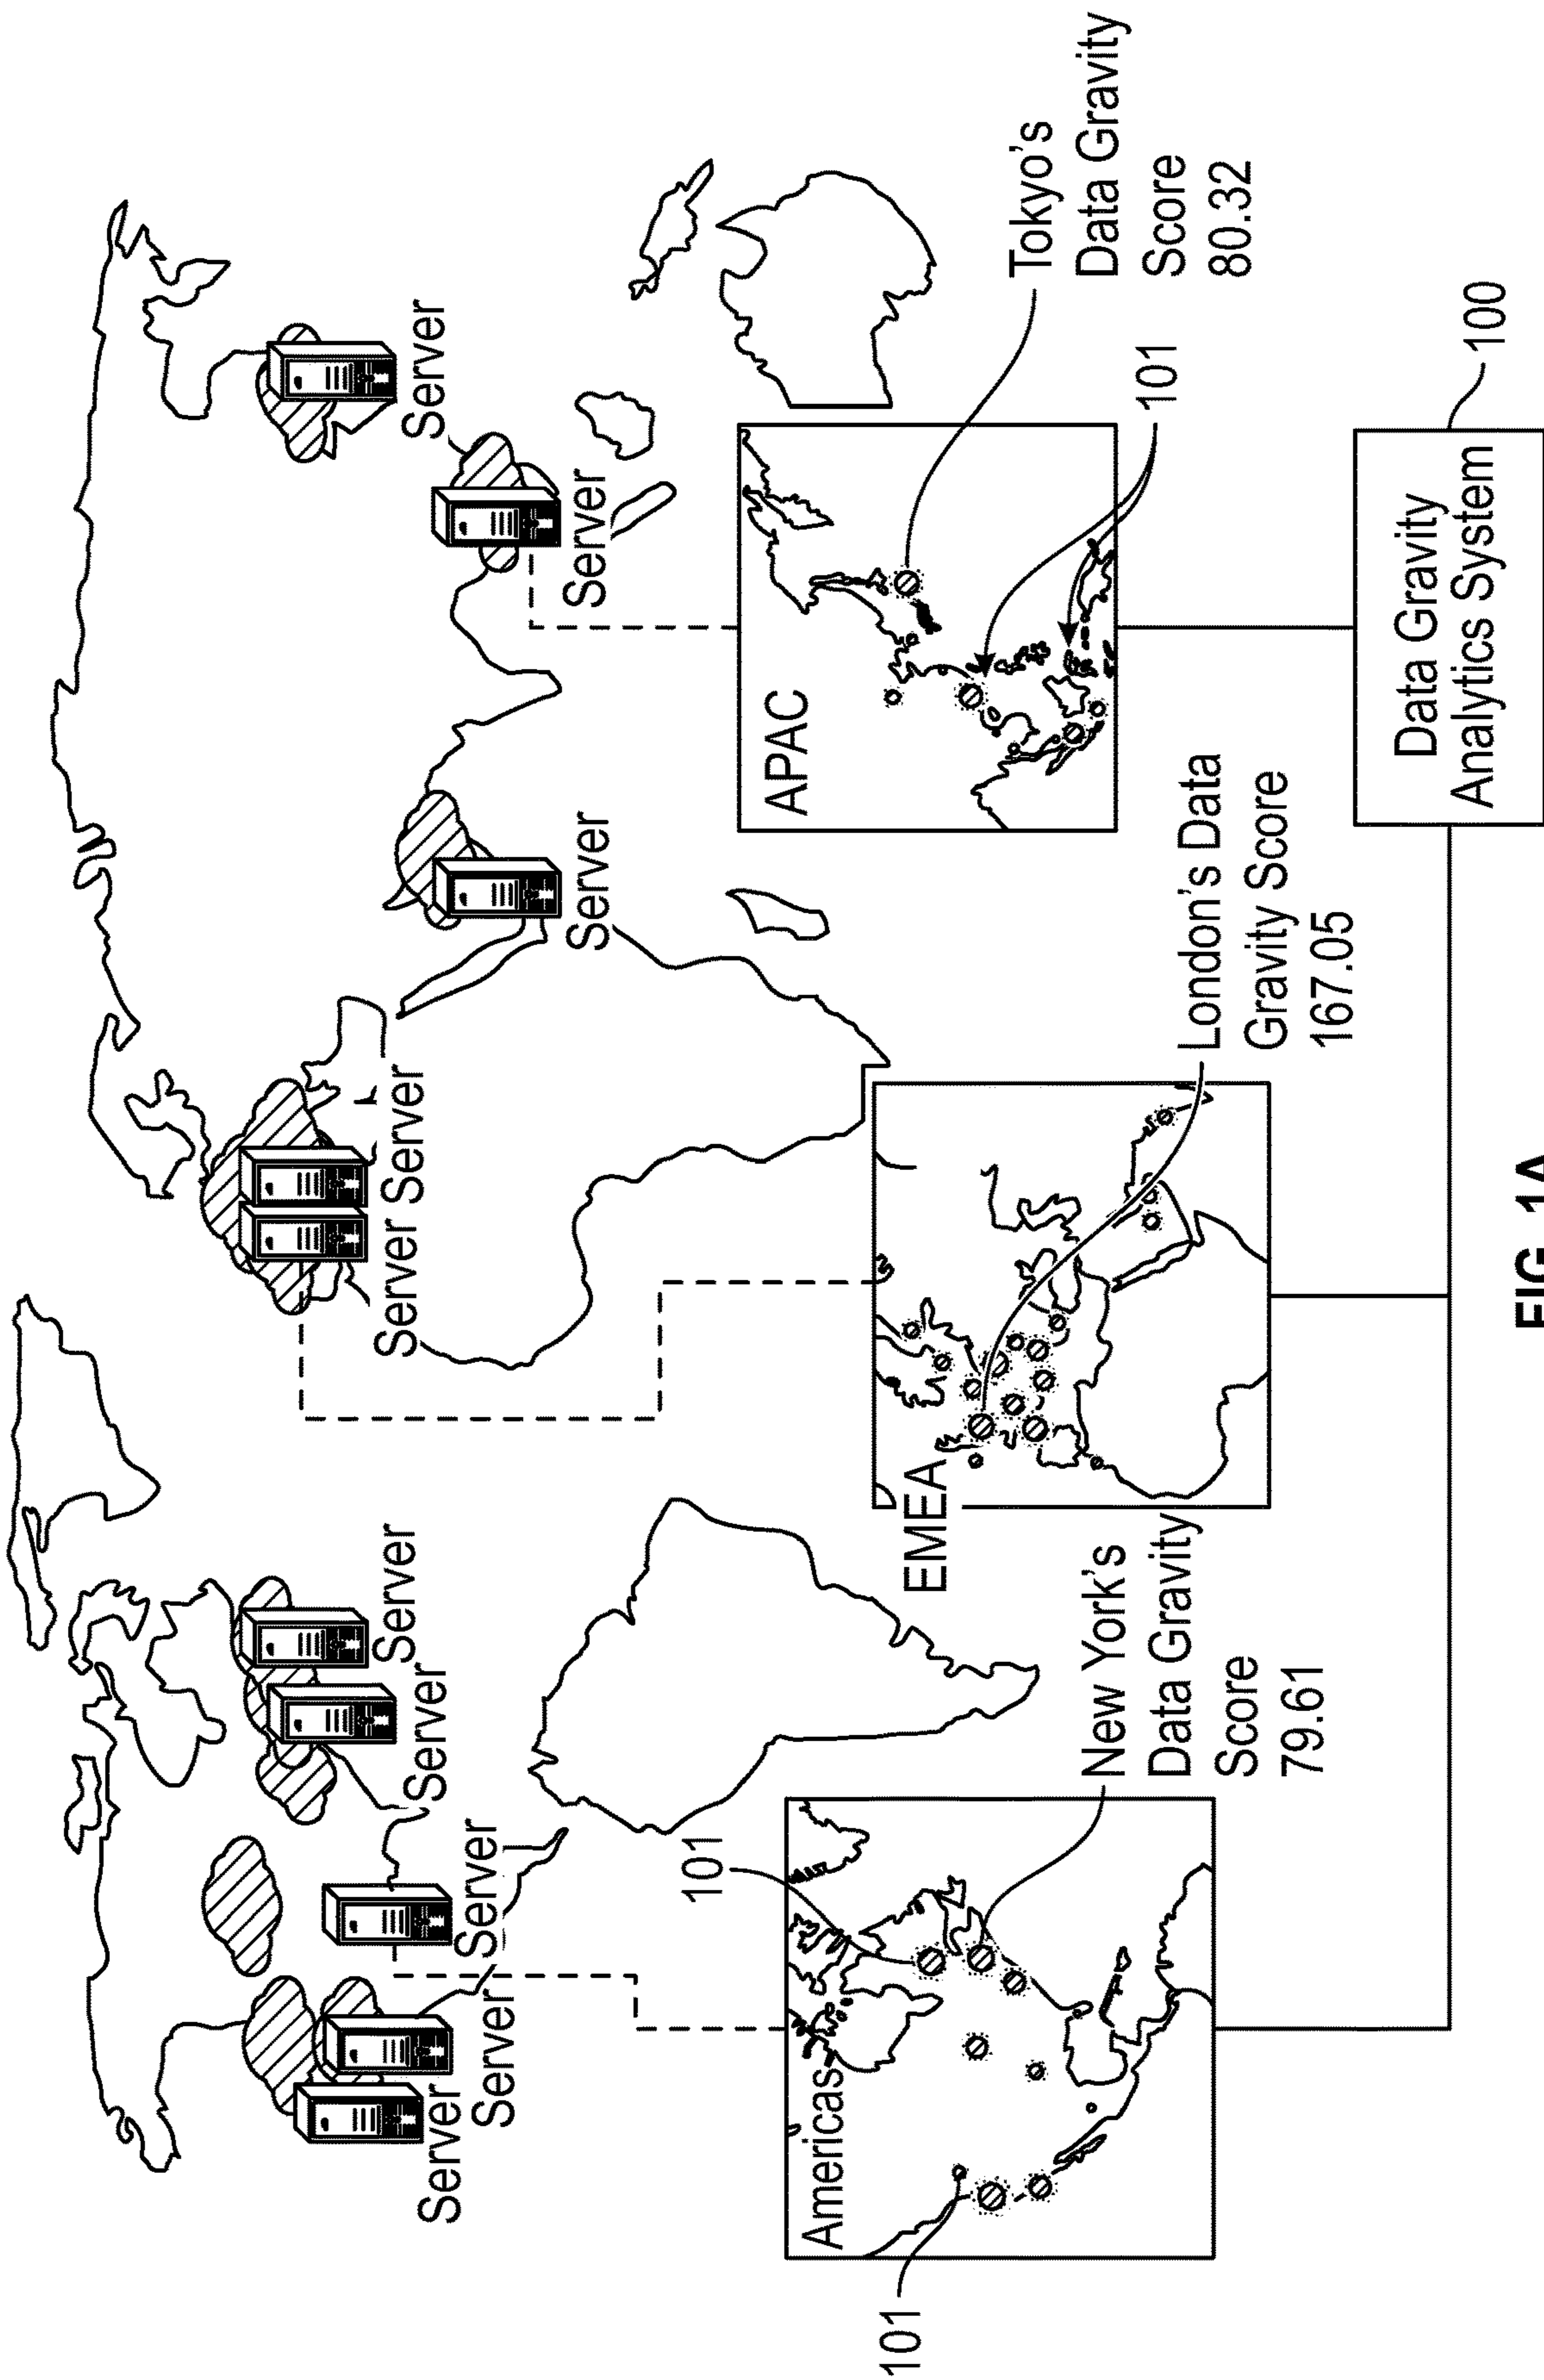 Server
Server
Server
Server
Server
Server Server
Server
Server
Server
Americas
101
101
New York's
Data Gravity
Score
79.61
EMEA
London's Data
Gravity Score
167.05
APAC
Tokyo's
Data Gravity
Score
80.32
101
Data Gravity
Analytics System
100
FIG. 1A